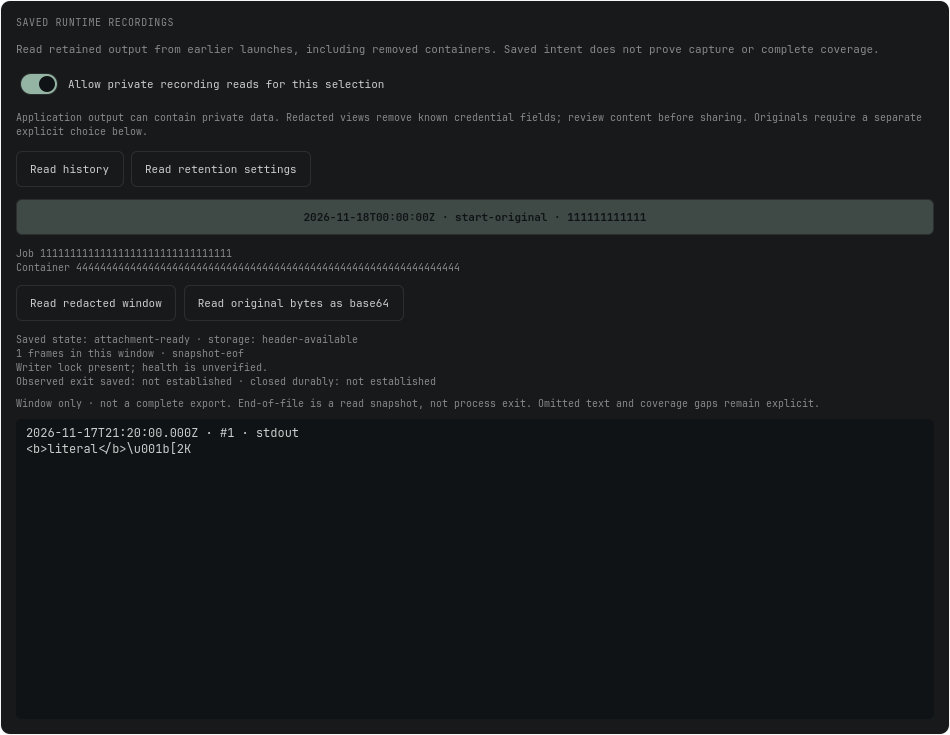 SAVED RUNTIME RECORDINGS
Read retained output from earlier launches, including removed containers. Saved intent does not prove capture or complete coverage.
Allow private recording reads for this selection
Application output can contain private data. Redacted views remove known credential fields; review content before sharing. Originals require a separate
explicit choice below.
Read history
Read retention settings
2026-11-18T00:00:00Z · start-original · 111111111111
Job 11111111111111111111111111111111
Container 4444444444444444444444444444444444444444444444444444444444444444
Read redacted window
Read original bytes as base64
Saved state: attachment-ready · storage: header-available
1 frames in this window · snapshot-eof
Writer lock present; health is unverified.
Observed exit saved: not established · closed durably: not established
Window only · not a complete export. End-of-file is a read snapshot, not process exit. Omitted text and coverage gaps remain explicit.
2026-11-17T21:20:00.000Z · #1 · stdout
<b>literal</b>\u001b[2K